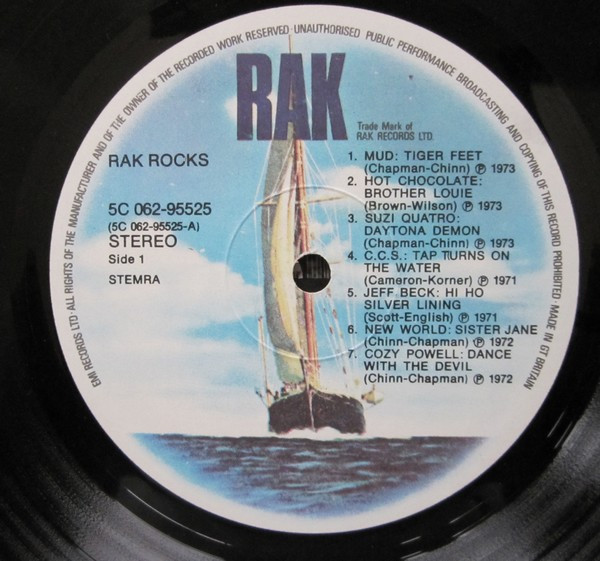 EMI RECORDS LTD·ALL RIGHTS OF THE MANUFACTURER AND OF THE OWNER OF THE RECORDED WORK RESERVED·UNAUTHORISED PUBLIC PERFORMANCE BROADCASTING AND COPYING OF THIS RECORD PROHIBITED·MADE IN GT BRITAIN
RAK
Trade Mark of
RAK RECORDS LTD.
RAK ROCKS
5C 062-95525
(5C 062-95525-A)
STEREO
Side 1
STEMRA
1. MUD: TIGER FEET
(Chapman-Chinn) ℗ 1973
2. HOT CHOCOLATE:
BROTHER LOUIE
(Brown-Wilson) ℗ 1973
3. SUZI QUATRO:
DAYTONA DEMON
(Chapman-Chinn) ℗ 1973
4. C.C.S.: TAP TURNS ON
THE WATER
(Cameron-Korner) ℗ 1971
5. JEFF BECK: HI HO
SILVER LINING
(Scott-English) ℗ 1971
6. NEW WORLD: SISTER JANE
(Chinn-Chapman) ℗ 1972
7. COZY POWELL: DANCE
WITH THE DEVIL
(Chinn-Chapman) ℗ 1972